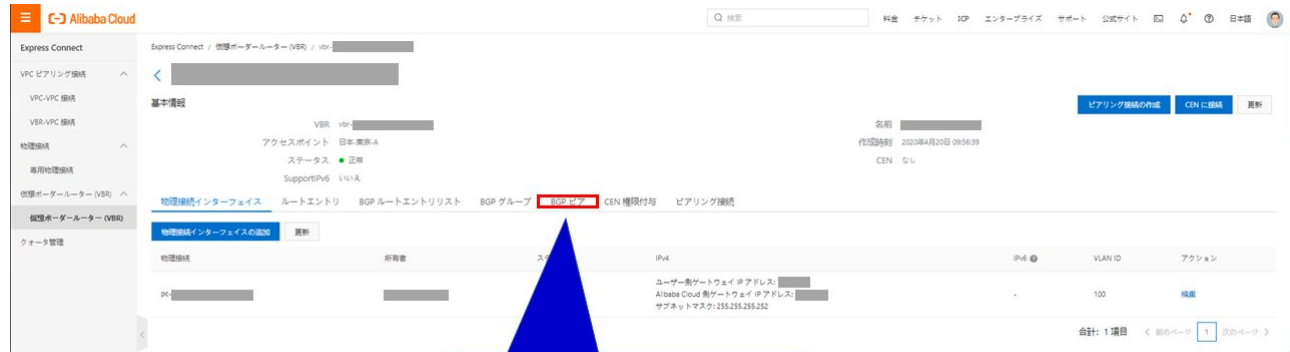 Alibaba Cloud
検索
料金 チケット ICP エンタープライズ サポート 公式サイト 日本語
Express Connect
Express Connect / 仮想ボーダールーター (VBR) / vbr-
VPC ピアリング接続
VPC-VPC 接続
基本情報
ピアリング接続の作成 CEN に接続 更新
VBR-VPC 接続
VBR vbr-
名前
物理接続
アクセスポイント 日本-東京-A
作成時刻 2020年4月20日 09:56:39
専用物理接続
ステータス 正常
CEN なし
SupportIPv6 いいえ
仮想ボーダールーター (VBR)
物理接続インターフェイス ルートエントリ BGP ルートエントリリスト BGP グループ BGP ピア CEN 権限付与 ピアリング接続
仮想ボーダールーター (VBR)
クォータ管理
物理接続インターフェイスの追加 更新
物理接続 所有者 IPv4 IPv6 VLAN ID アクション
pc-
ユーザー側ゲートウェイ IP アドレス:
Alibaba Cloud 側ゲートウェイ IP アドレス:
サブネットマスク: 255.255.255.252
- 100 編集
合計: 1 項目 < 前のページ 1 次のページ >